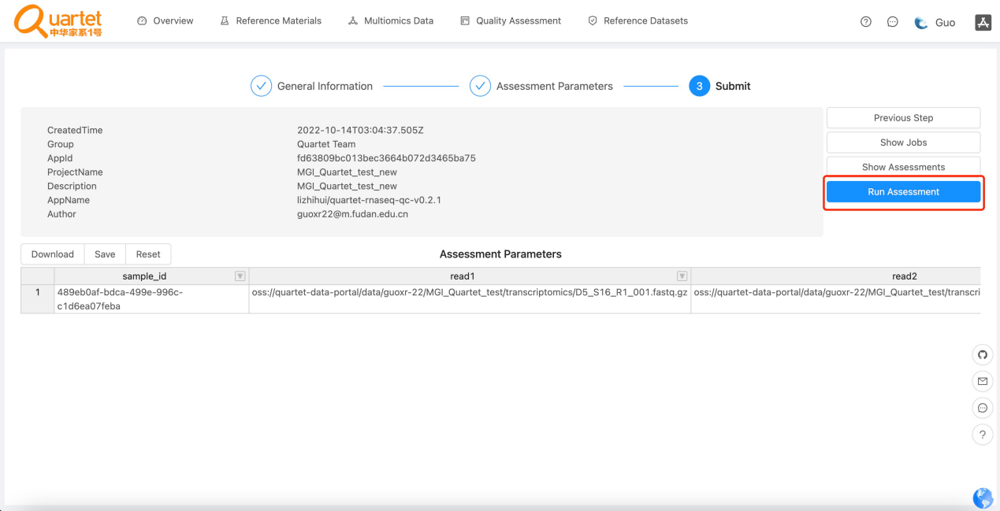 Quartet
中华家系1号
Overview
Reference Materials
Multiomics Data
Quality Assessment
Reference Datasets
Guo
General Information
Assessment Parameters
3 Submit
CreatedTime 2022-10-14T03:04:37.505Z
Group Quartet Team
AppId fd63809bc013bec3664b072d3465ba75
ProjectName MGI_Quartet_test_new
Description MGI_Quartet_test_new
AppName lizhihui/quartet-rnaseq-qc-v0.2.1
Author guoxr22@m.fudan.edu.cn
Previous Step
Show Jobs
Show Assessments
Run Assessment
Download Save Reset
Assessment Parameters
sample_id read1 read2
1 489eb0af-bdca-499e-996c- oss://quartet-data-portal/data/guoxr-22/MGI_Quartet_test/transcriptomics/D5_S16_R1_001.fastq.gz oss://quartet-data-portal/data/guoxr-22/MGI_Quartet_test/transcri
c1d6ea07feba